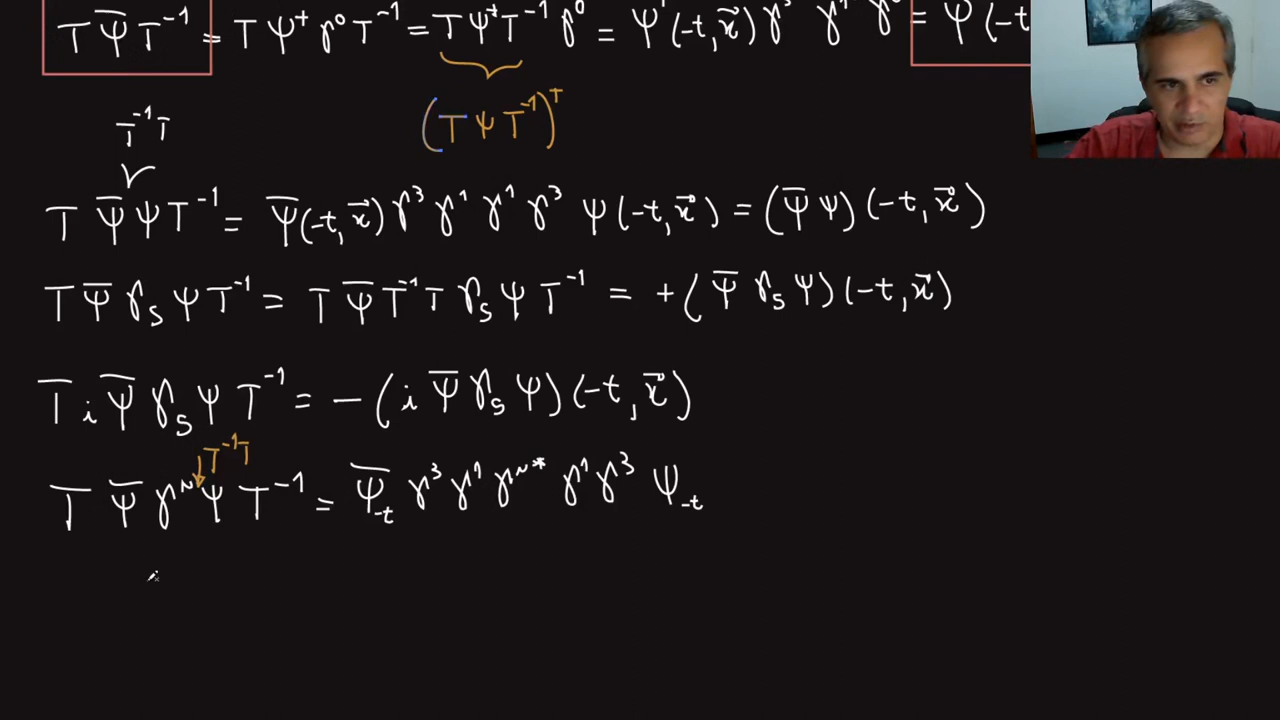 T Ψ̄ T⁻¹ = T Ψ⁺ γ⁰ T⁻¹ = T Ψ⁺ T⁻¹ γ⁰ = Ψ⁺(-t, x⃗) γ³ γ¹ γ⁰ = Ψ̄(-t
(T Ψ T⁻¹)⁺
T⁻¹T
T Ψ̄ Ψ T⁻¹ = Ψ̄(-t, x⃗) γ³ γ¹ γ¹ γ³ Ψ(-t, x⃗) = (Ψ̄ Ψ)(-t, x⃗)
T Ψ̄ γ₅ Ψ T⁻¹ = T Ψ̄ T⁻¹ T γ₅ Ψ T⁻¹ = +(Ψ̄ γ₅ Ψ)(-t, x⃗)
T i Ψ̄ γ₅ Ψ T⁻¹ = -(i Ψ̄ γ₅ Ψ)(-t, x⃗)
↓T⁻¹T
T Ψ̄ γ^μ Ψ T⁻¹ = Ψ̄₋ₜ γ³ γ¹ γ^μ* γ¹ γ³ Ψ₋ₜ